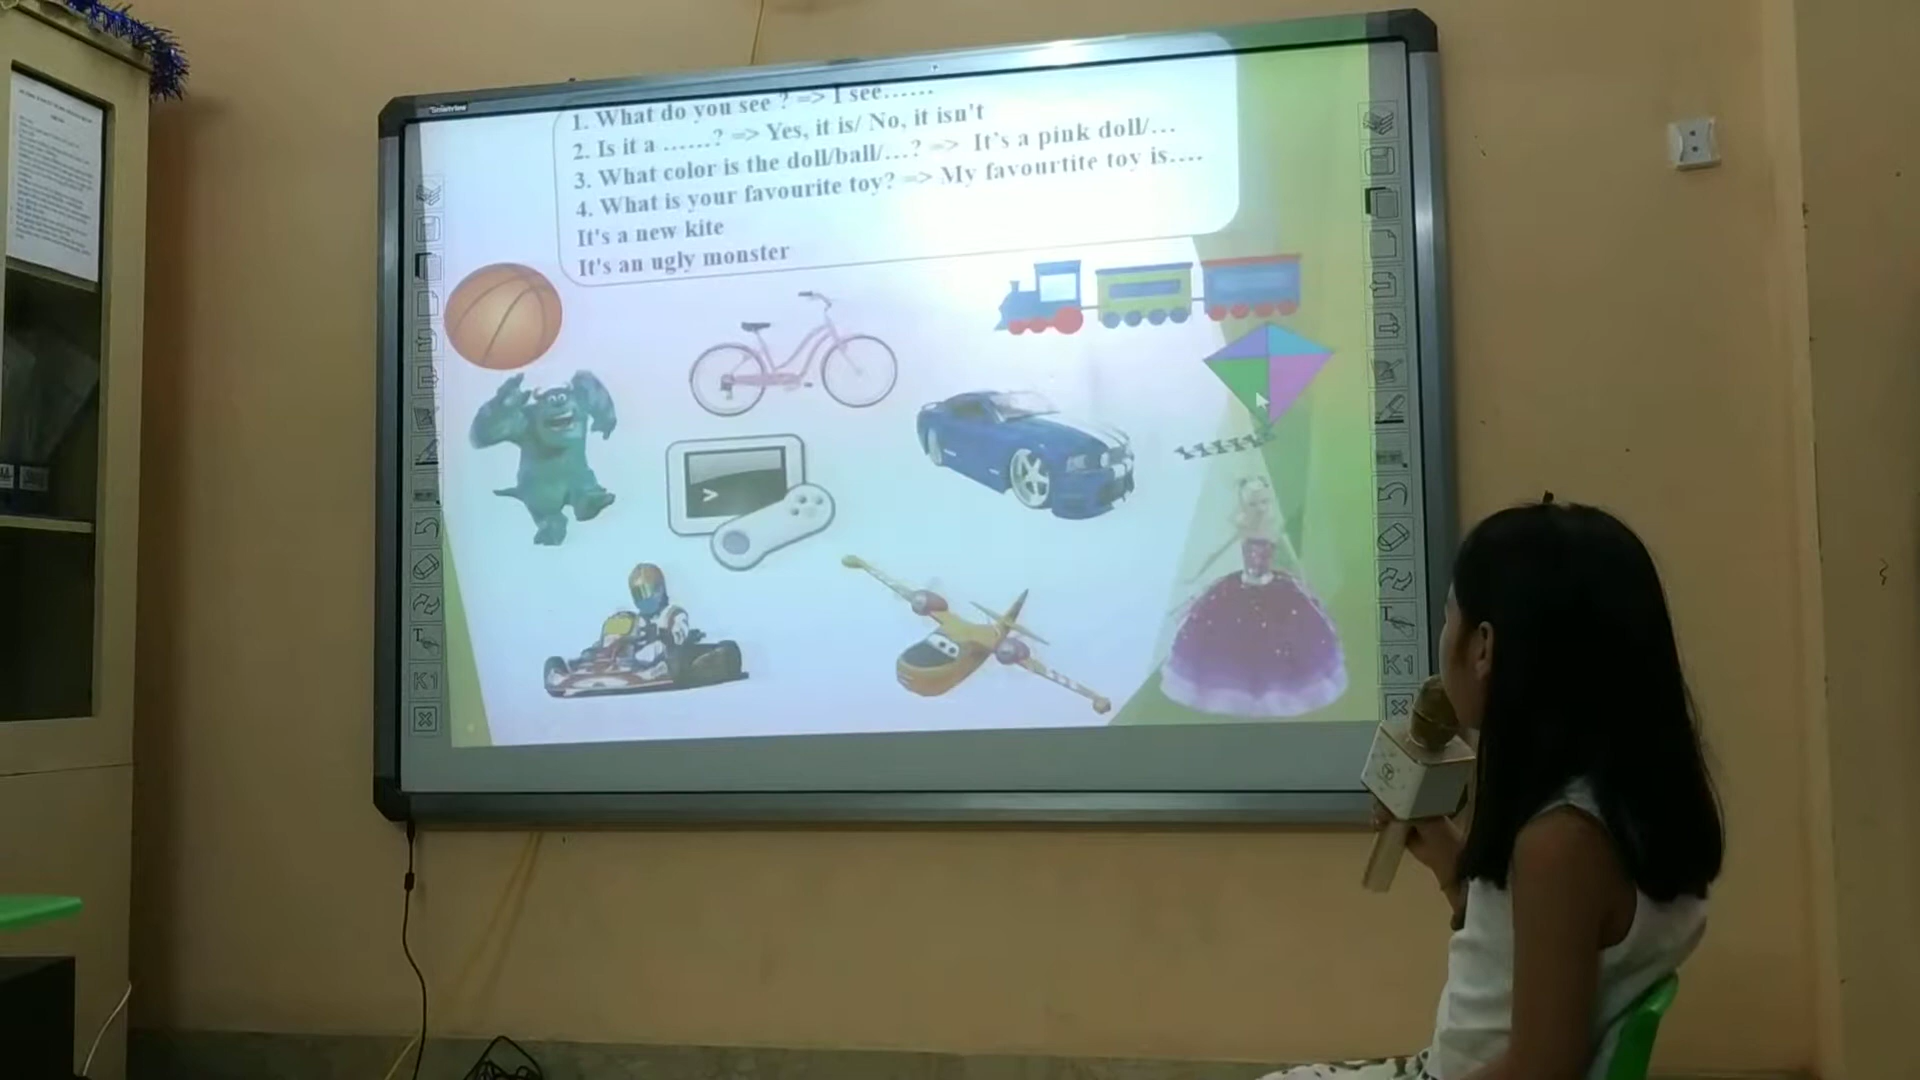 1. What do you see ? => I see......
2. Is it a ......? => Yes, it is/ No, it isn't
3. What color is the doll/ball/...? => It's a pink doll/...
4. What is your favourite toy? => My favourtite toy is....
It's a new kite
It's an ugly monster
>
T
K1
T
K1